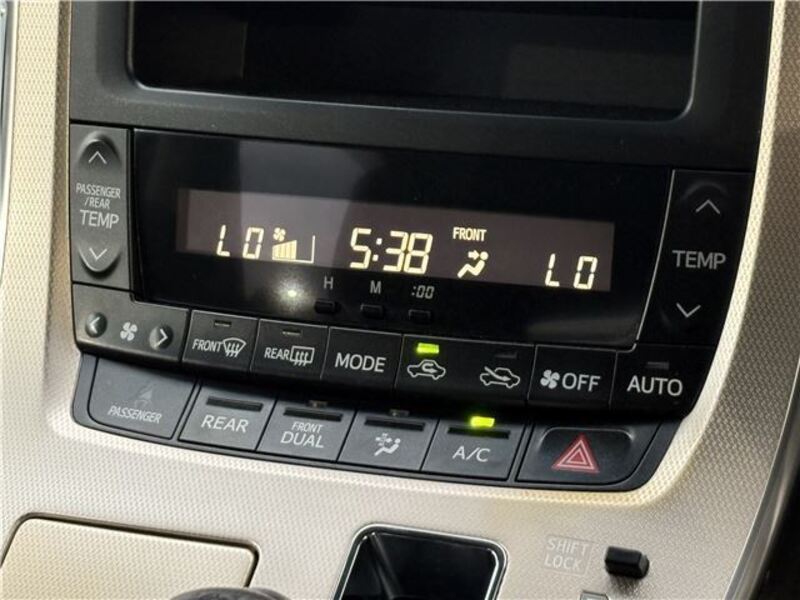 PASSENGER
/REAR
TEMP
LO
5:38
FRONT
LO
TEMP
H
M
:00
FRONT
REAR
MODE
OFF
AUTO
PASSENGER
REAR
FRONT
DUAL
A/C
SHIFT
LOCK